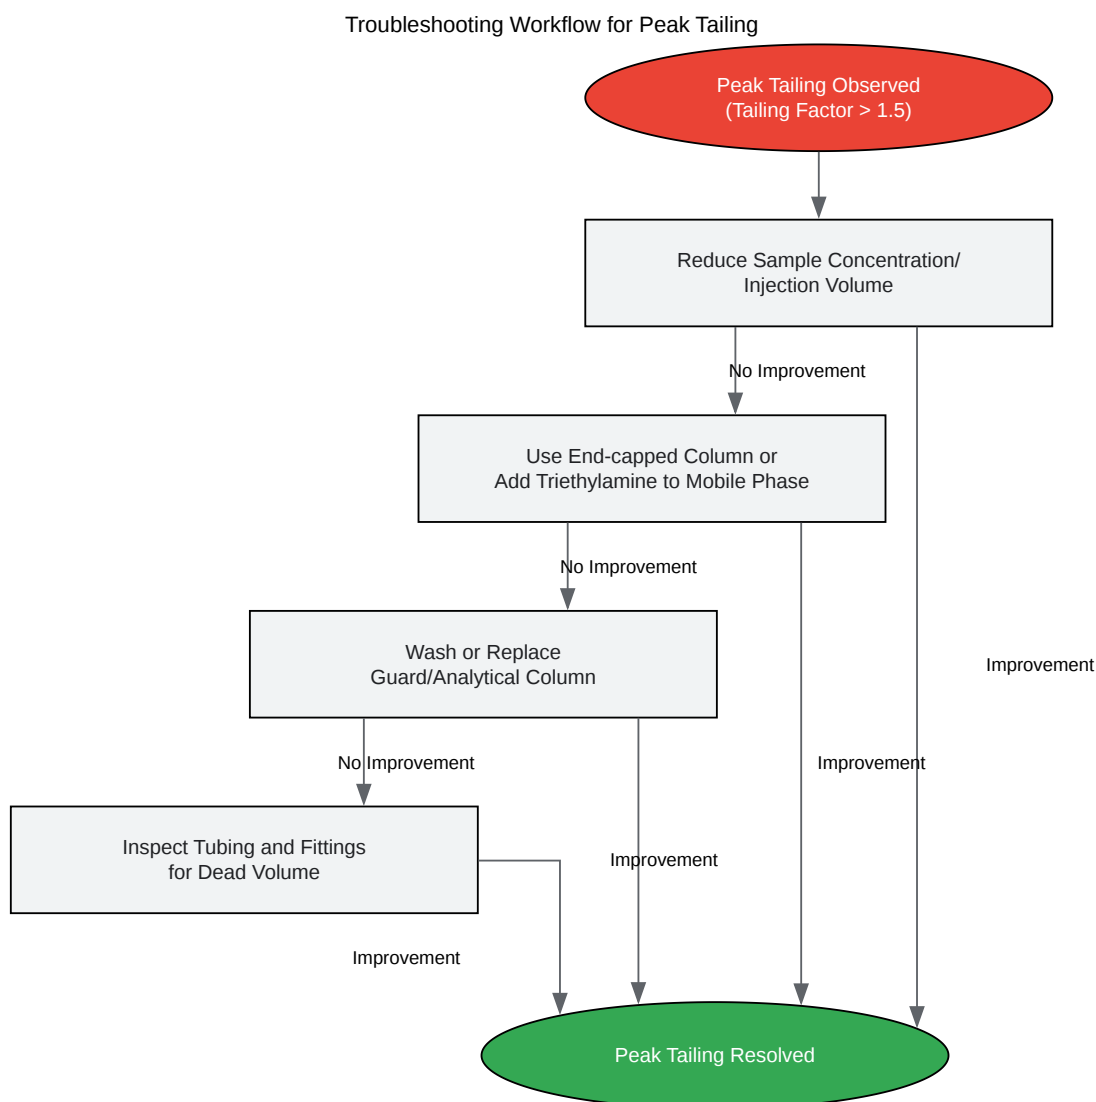 Troubleshooting Workflow for Peak Tailing
Peak Tailing Observed
(Tailing Factor > 1.5)
Reduce Sample Concentration/
Injection Volume
No Improvement
Use End-capped Column or
Add Triethylamine to Mobile Phase
No Improvement
Wash or Replace
Guard/Analytical Column
Improvement
No Improvement
Improvement
Inspect Tubing and Fittings
for Dead Volume
Improvement
Improvement
Peak Tailing Resolved